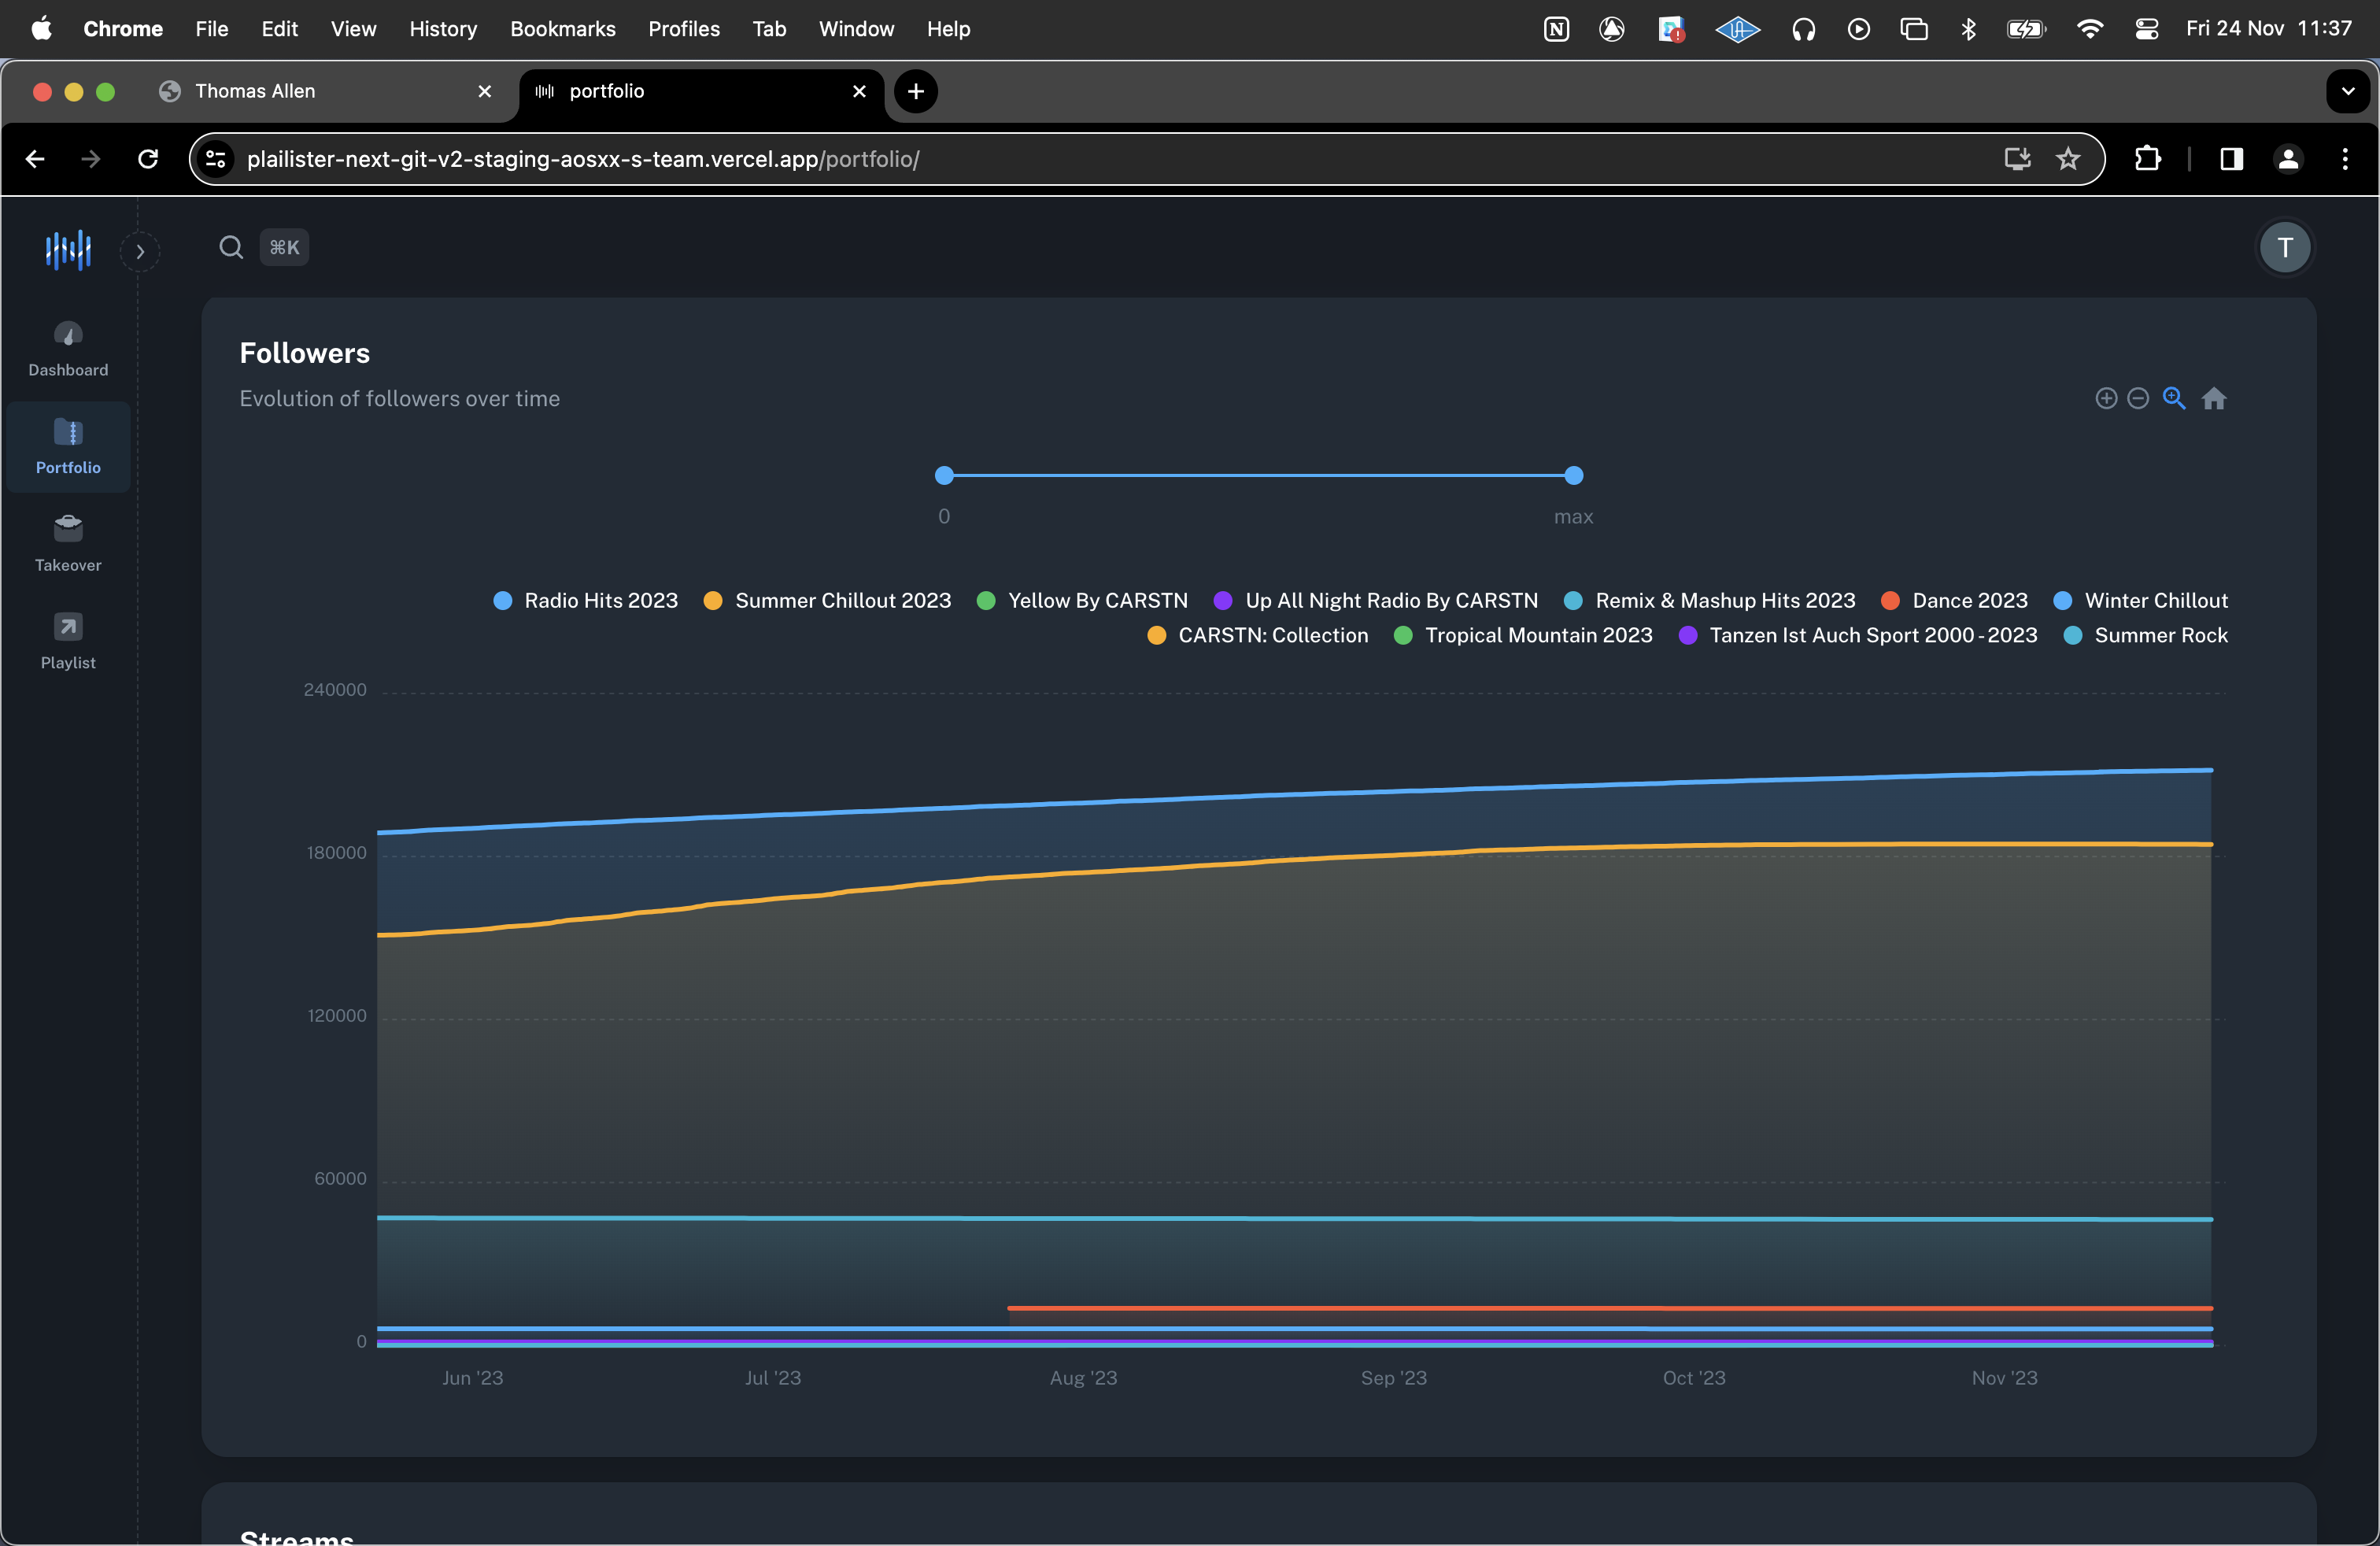 Chrome File Edit View History Bookmarks Profiles Tab Window Help Fri 24 Nov 11:37
Thomas Allen portfolio
plailister-next-git-v2-staging-aosxx-s-team.vercel.app/portfolio/
⌘K
T
Dashboard
Portfolio
Takeover
Playlist
Followers
Evolution of followers over time
0 max
Radio Hits 2023 Summer Chillout 2023 Yellow By CARSTN Up All Night Radio By CARSTN Remix & Mashup Hits 2023 Dance 2023 Winter Chillout
CARSTN: Collection Tropical Mountain 2023 Tanzen Ist Auch Sport 2000-2023 Summer Rock
240000
180000
120000
60000
0
Jun '23 Jul '23 Aug '23 Sep '23 Oct '23 Nov '23
Streams